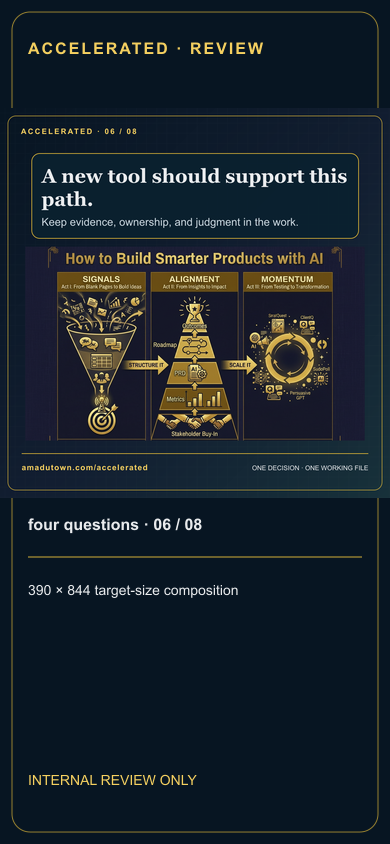 ACCELERATED · REVIEW
ACCELERATED · 06 / 08
A new tool should support this
path.
Keep evidence, ownership, and judgment in the work.
How to Build Smarter Products with AI
SIGNALS
Act I: From Blank Pages to Bold Ideas
ALIGNMENT
Act II: From Insights to Impact
MOMENTUM
Act III: From Testing to Transformation
Outcomes
Roadmap
PRD
Metrics
Stakeholder Buy-In
STRUCTURE IT
SCALE IT
AI
Persuasive
GPT
amadutown.com/accelerated
ONE DECISION · ONE WORKING FILE
four questions · 06 / 08
390 × 844 target-size composition
INTERNAL REVIEW ONLY